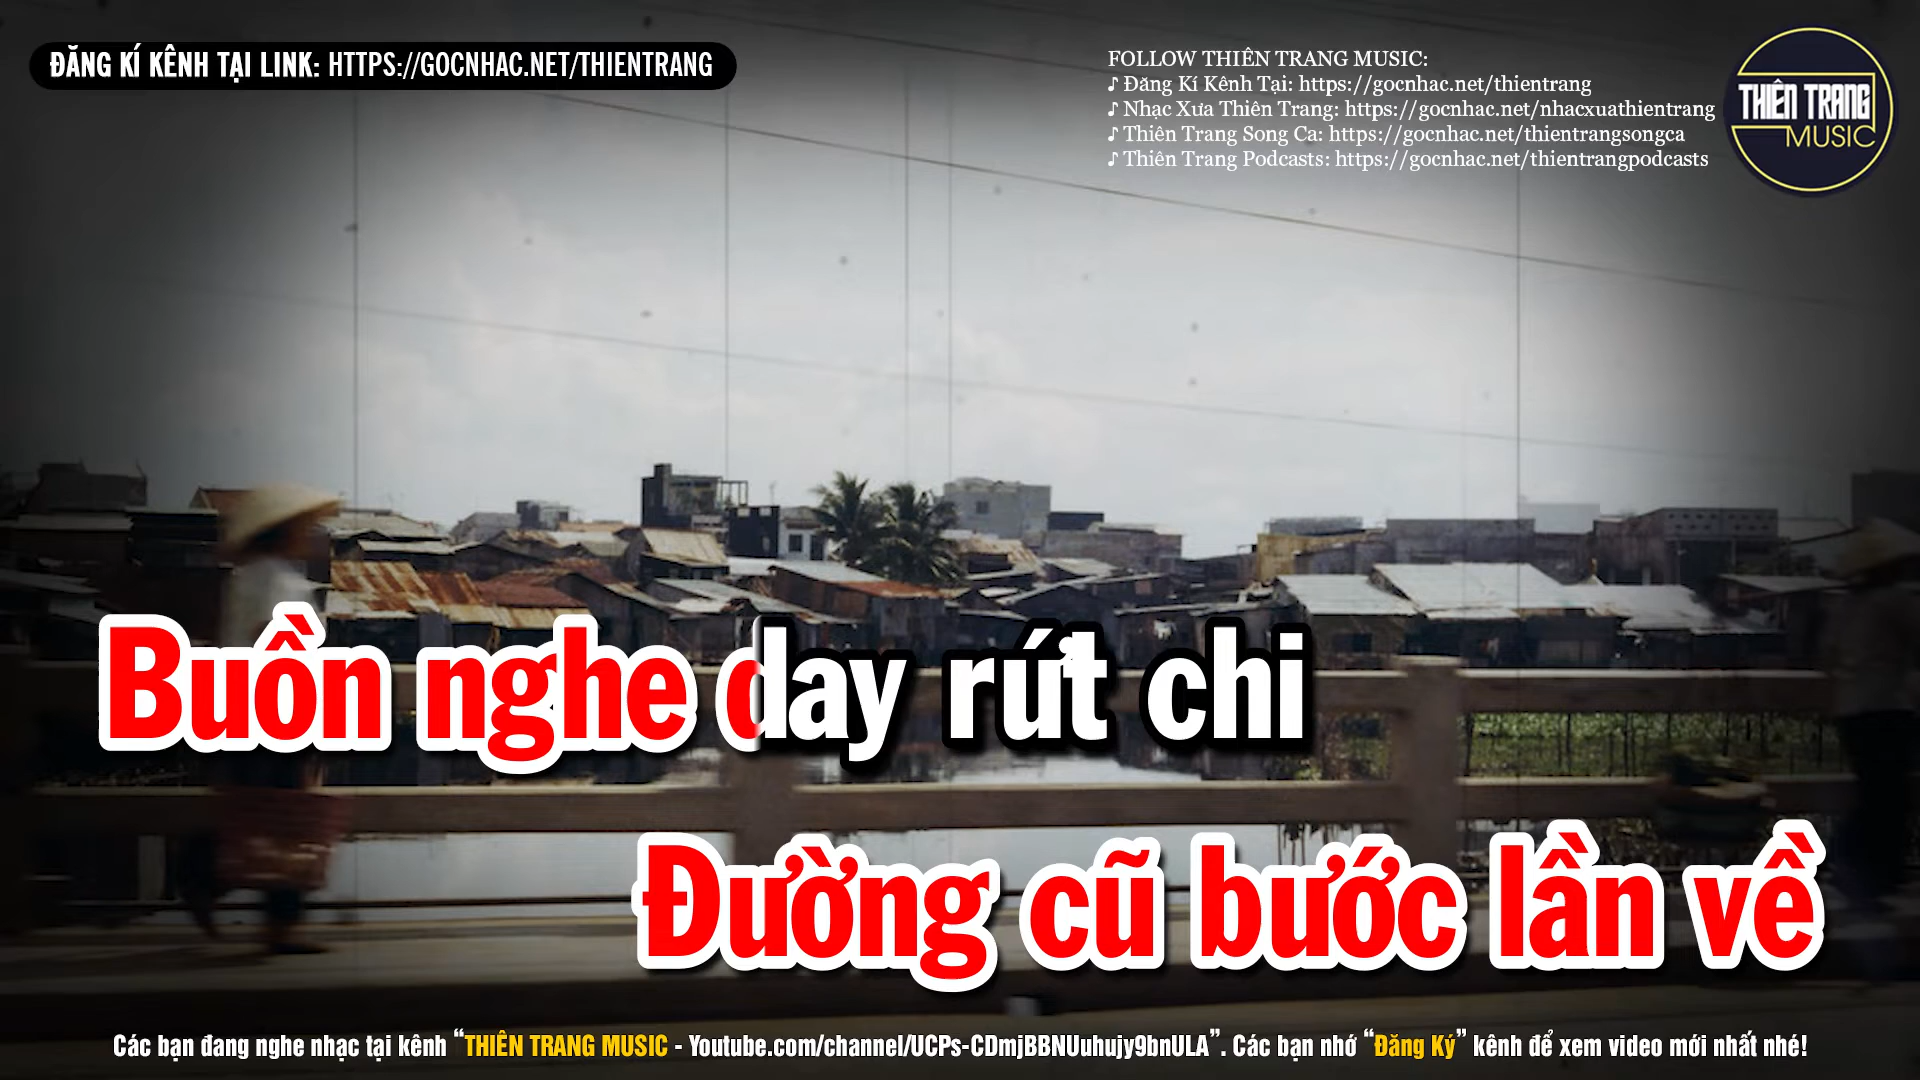 ĐĂNG KÍ KÊNH TẠI LINK: HTTPS://GOCNHAC.NET/THIENTRANG
FOLLOW THIÊN TRANG MUSIC:
♪ Đăng Kí Kênh Tại: https://gocnhac.net/thientrang
♪ Nhạc Xưa Thiên Trang: https://gocnhac.net/nhacxuathientrang
♪ Thiên Trang Song Ca: https://gocnhac.net/thientrangsongca
♪ Thiên Trang Podcasts: https://gocnhac.net/thientrangpodcasts
THIÊN TRANG
MUSIC
Buồn nghe day rứt chi
Đường cũ bước lần về
Các bạn đang nghe nhạc tại kênh “THIÊN TRANG MUSIC - Youtube.com/channel/UCPs-CDmjBBNUuhujy9bnULA”. Các bạn nhớ “Đăng Ký” kênh để xem video mới nhất nhé!